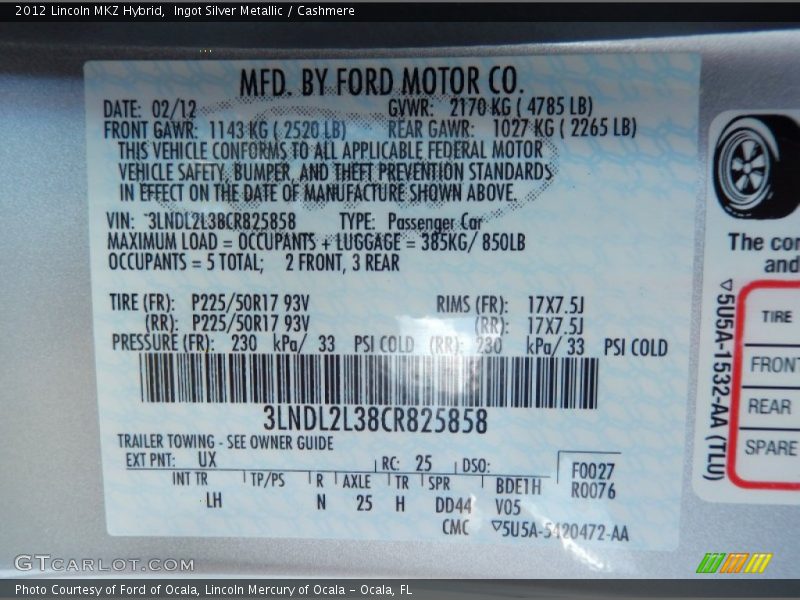 2012 Lincoln MKZ Hybrid,  Ingot Silver Metallic / Cashmere
MFD. BY FORD MOTOR CO.
DATE: 02/12 GVWR: 2170 KG ( 4785 LB)
FRONT GAWR: 1143 KG ( 2520 LB) REAR GAWR: 1027 KG ( 2265 LB)
THIS VEHICLE CONFORMS TO ALL APPLICABLE FEDERAL MOTOR
VEHICLE SAFETY, BUMPER, AND THEFT PREVENTION STANDARDS
IN EFFECT ON THE DATE OF MANUFACTURE SHOWN ABOVE.
VIN: 3LNDL2L38CR825858 TYPE: Passenger Car
MAXIMUM LOAD = OCCUPANTS + LUGGAGE = 385KG/ 850LB
OCCUPANTS = 5 TOTAL; 2 FRONT, 3 REAR
TIRE (FR): P225/50R17 93V RIMS (FR): 17X7.5J
(RR): P225/50R17 93V (RR): 17X7.5J
PRESSURE (FR): 230 kPa/ 33 PSI COLD (RR): 230 kPa/ 33 PSI COLD
3LNDL2L38CR825858
TRAILER TOWING - SEE OWNER GUIDE
EXT PNT: UX RC: 25 DSO: F0027
INT TR TP/PS R AXLE TR SPR BDE1H R0076
LH N 25 H DD44 V05
CMC 5U5A-5420472-AA
The con
and
5U5A-1532-AA (TLU)
TIRE
FRONT
REAR
SPARE
GTCARLOT.COM
Photo Courtesy of Ford of Ocala, Lincoln Mercury of Ocala – Ocala, FL